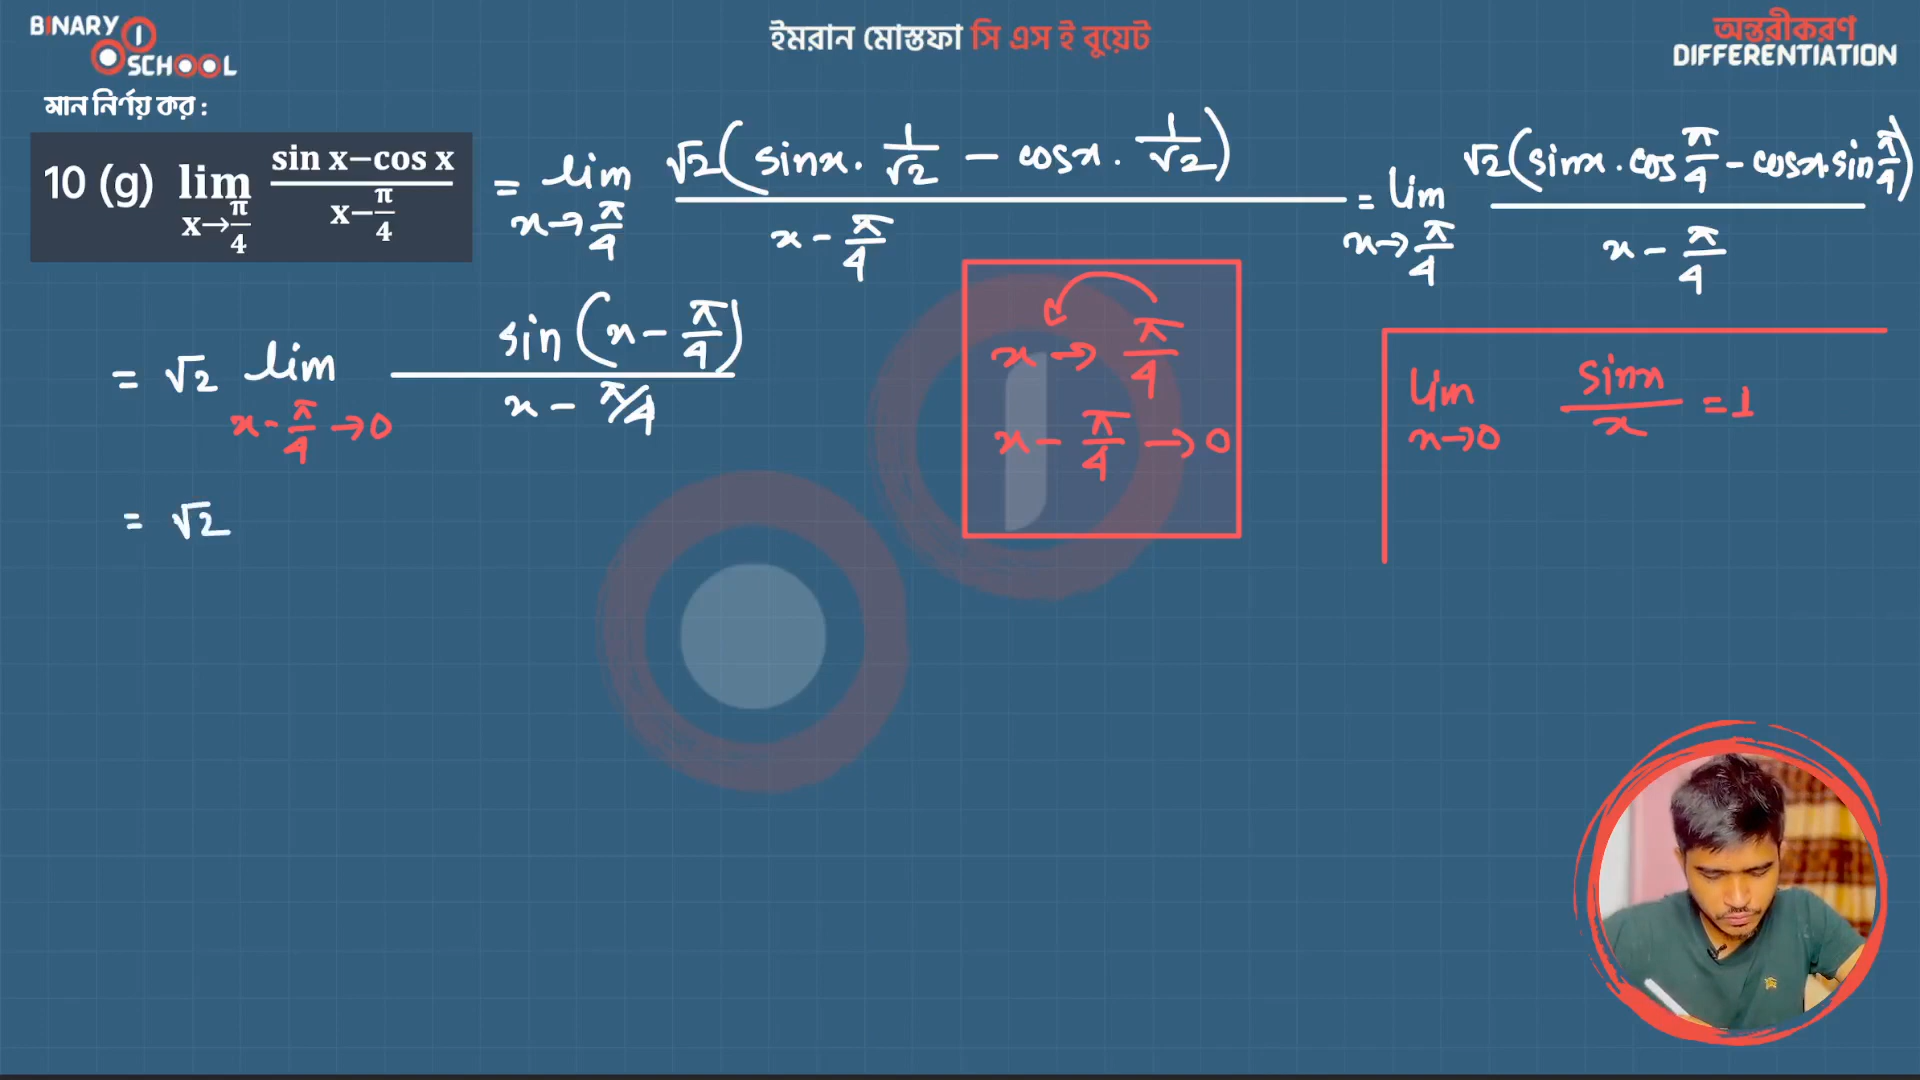 BINARY SCHOOL
ইমরান মোস্তফা সি এস ই বুয়েট
অন্তরীকরণ
DIFFERENTIATION
মান নির্ণয় কর :
10 (g) lim x→π/4 (sin x−cos x)/(x−π/4)
= lim x→π/4 √2(sinx · 1/√2 − cosx · 1/√2)/(x − π/4)
= lim x→π/4 √2(sinx · cos π/4 − cosx · sin π/4)/(x − π/4)
= √2 lim x−π/4→0 sin(x − π/4)/(x − π/4)
x → π/4
x − π/4 → 0
lim x→0 sinx/x = 1
= √2